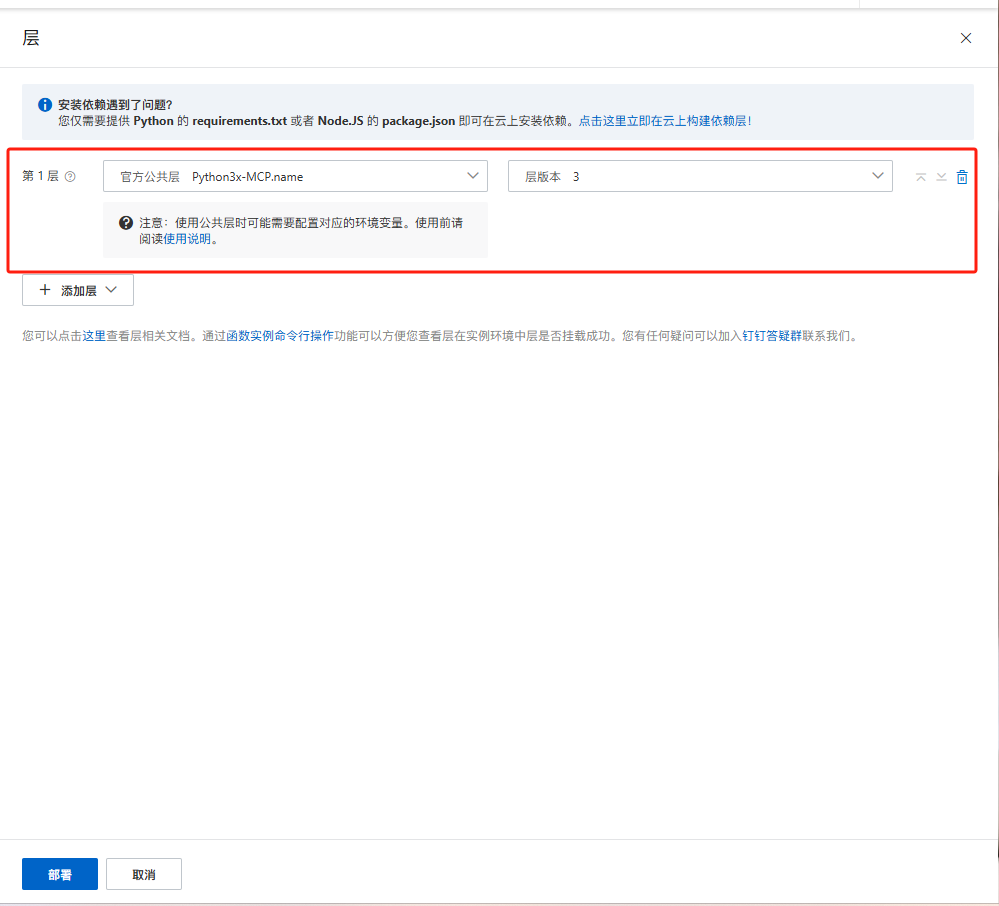 层
安装依赖遇到了问题？
您仅需要提供 Python 的 requirements.txt 或者 Node.JS 的 package.json 即可在云上安装依赖。点击这里立即在云上构建依赖层！
第 1 层 官方公共层 Python3x-MCP.name 层版本 3
注意：使用公共层时可能需要配置对应的环境变量。使用前请
阅读使用说明。
添加层
您可以点击这里查看层相关文档。通过函数实例命令行操作功能可以方便您查看层在实例环境中层是否挂载成功。您有任何疑问可以加入钉钉答疑群联系我们。
部署 取消